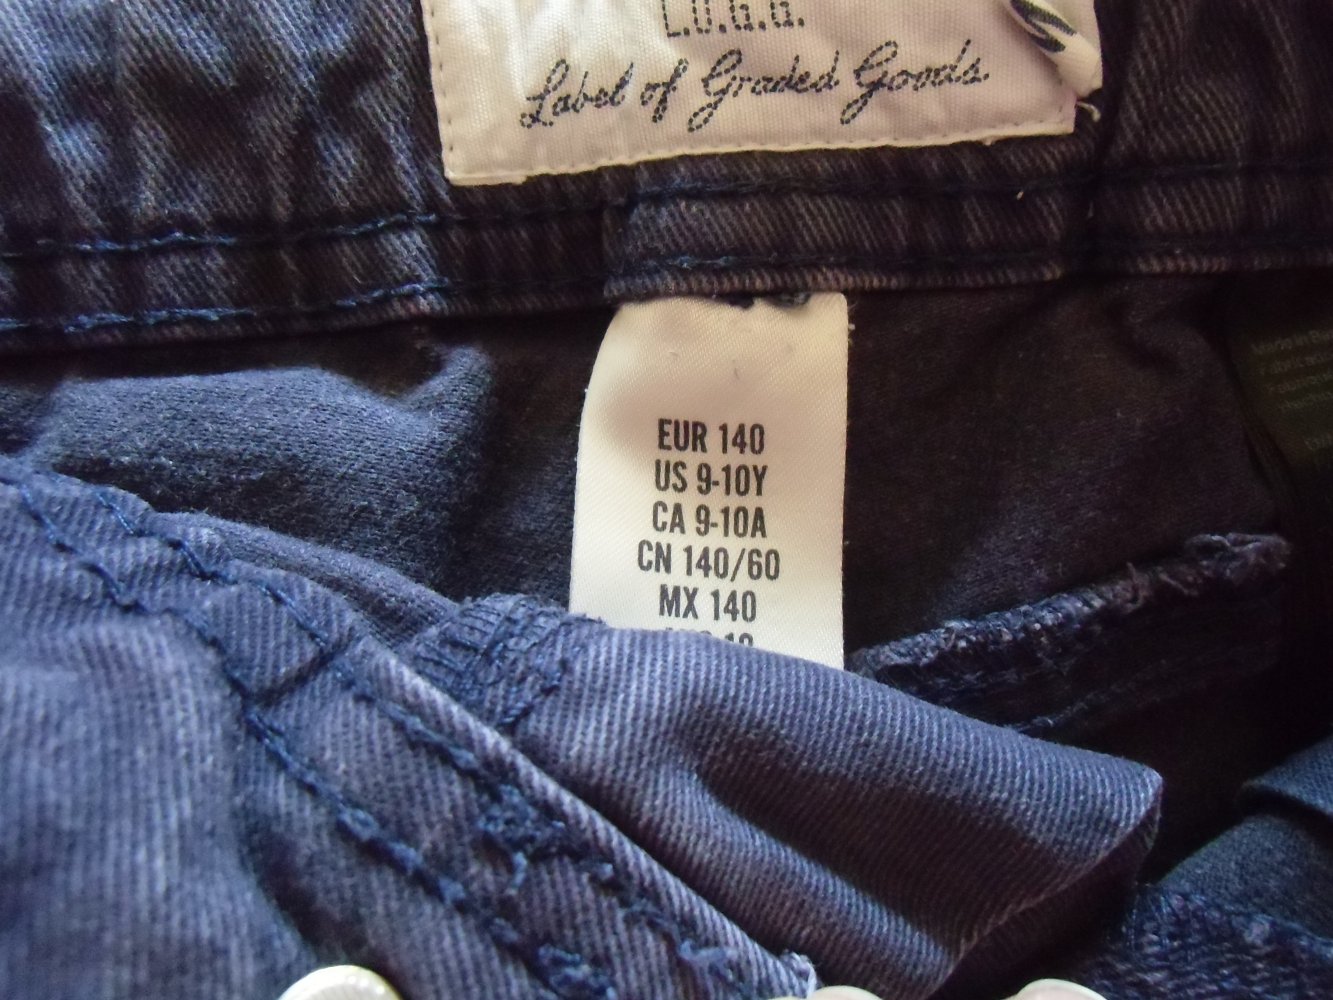 L.O.G.G.
Label of Graded Goods
EUR 140
US 9-10Y
CA 9-10A
CN 140/60
MX 140